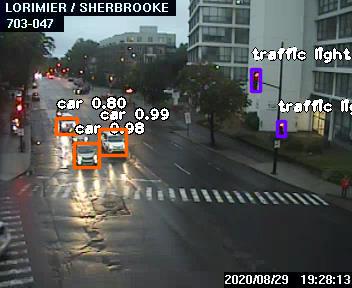 LORIMIER / SHERBROOKE
703-047
traffic light
car 0.80
car 0.99
traffic ligh
car 0.98
2020/08/29 19:28:13